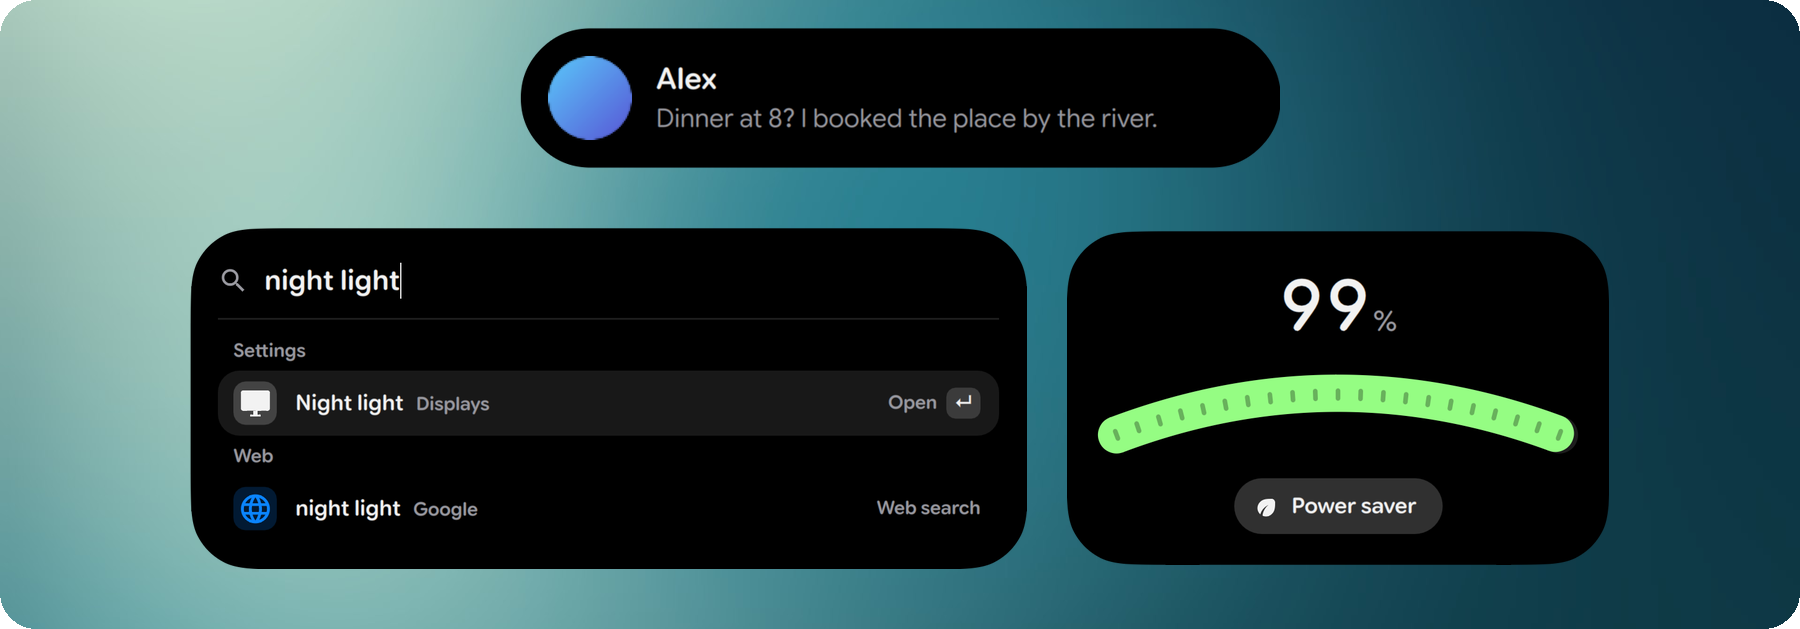 Alex
Dinner at 8? I booked the place by the river.
night light
Settings
Night light Displays Open
Web
night light Google Web search
99%
Power saver